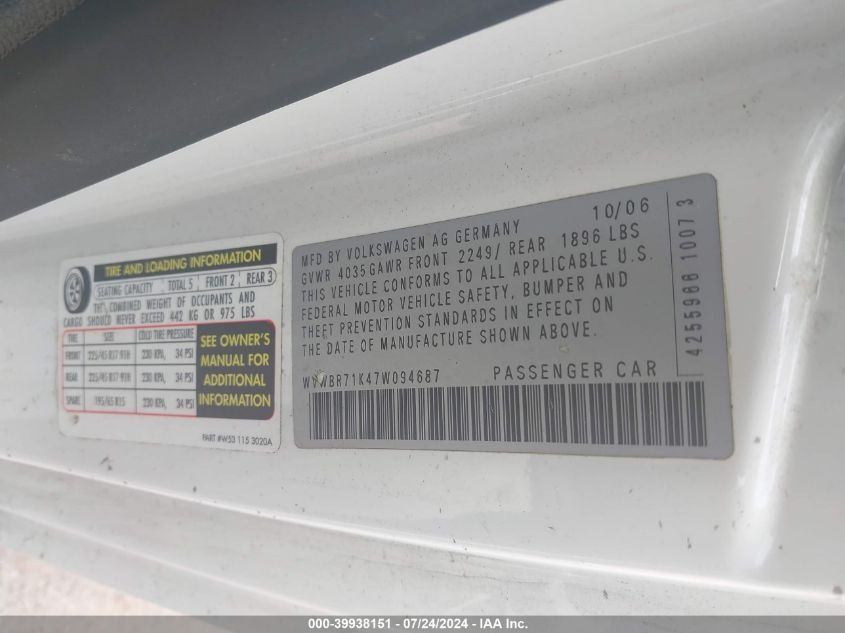 TIRE AND LOADING INFORMATION
SEATING CAPACITY TOTAL 5 FRONT 2 REAR 3
THE COMBINED WEIGHT OF OCCUPANTS AND
CARGO SHOULD NEVER EXCEED 442 KG OR 975 LBS
TIRE SIZE COLD TIRE PRESSURE
FRONT 225/45 R17 91H 230 KPA, 34 PSI
REAR 225/45 R17 91H 230 KPA, 34 PSI
SPARE 195/65 R15 230 KPA, 34 PSI
SEE OWNER'S
MANUAL FOR
ADDITIONAL
INFORMATION
PART #W53 115 3020A
10/06
MFD BY VOLKSWAGEN AG GERMANY
GVWR 4035 GAWR FRONT 2249/ REAR 1896 LBS
THIS VEHICLE CONFORMS TO ALL APPLICABLE U.S.
FEDERAL MOTOR VEHICLE SAFETY, BUMPER AND
THEFT PREVENTION STANDARDS IN EFFECT ON
THE DATE OF MANUFACTURE SHOWN ABOVE.
WVWBR71K47W094687 PASSENGER CAR
4255966 1007 3
000-39938151 - 07/24/2024 - IAA Inc.